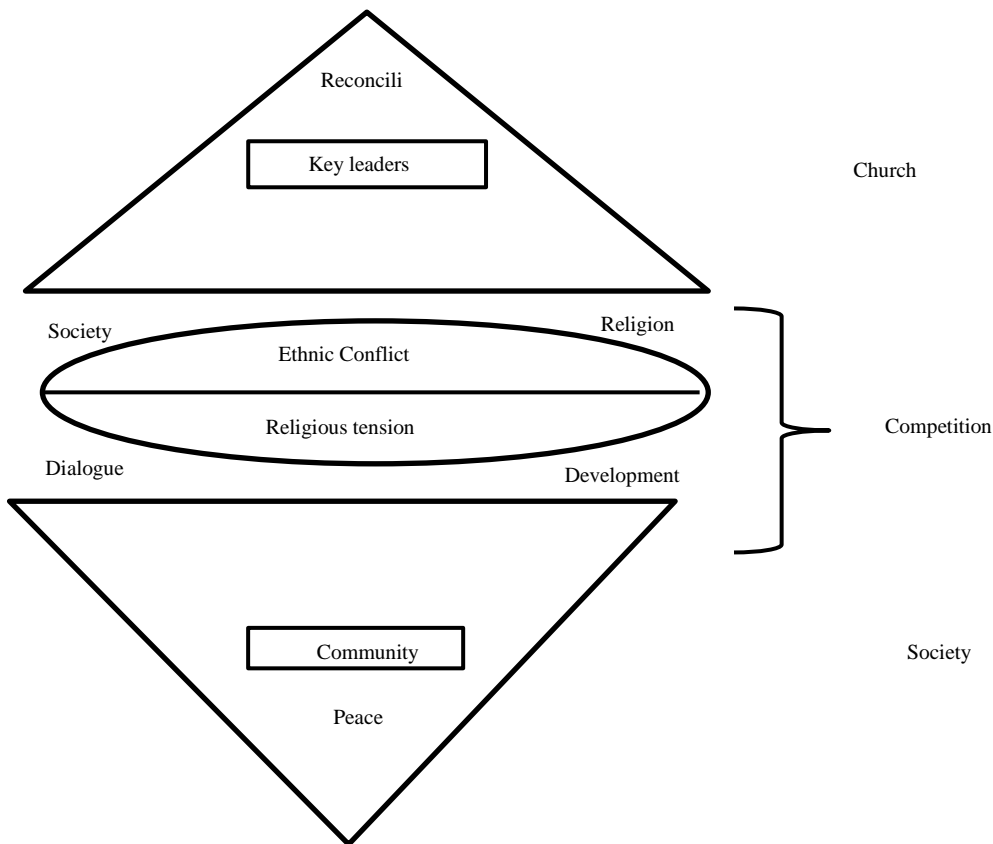 Reconcili
Key leaders
Church
Society
Religion
Ethnic Conflict
Religious tension
Competition
Dialogue
Development
Community
Society
Peace